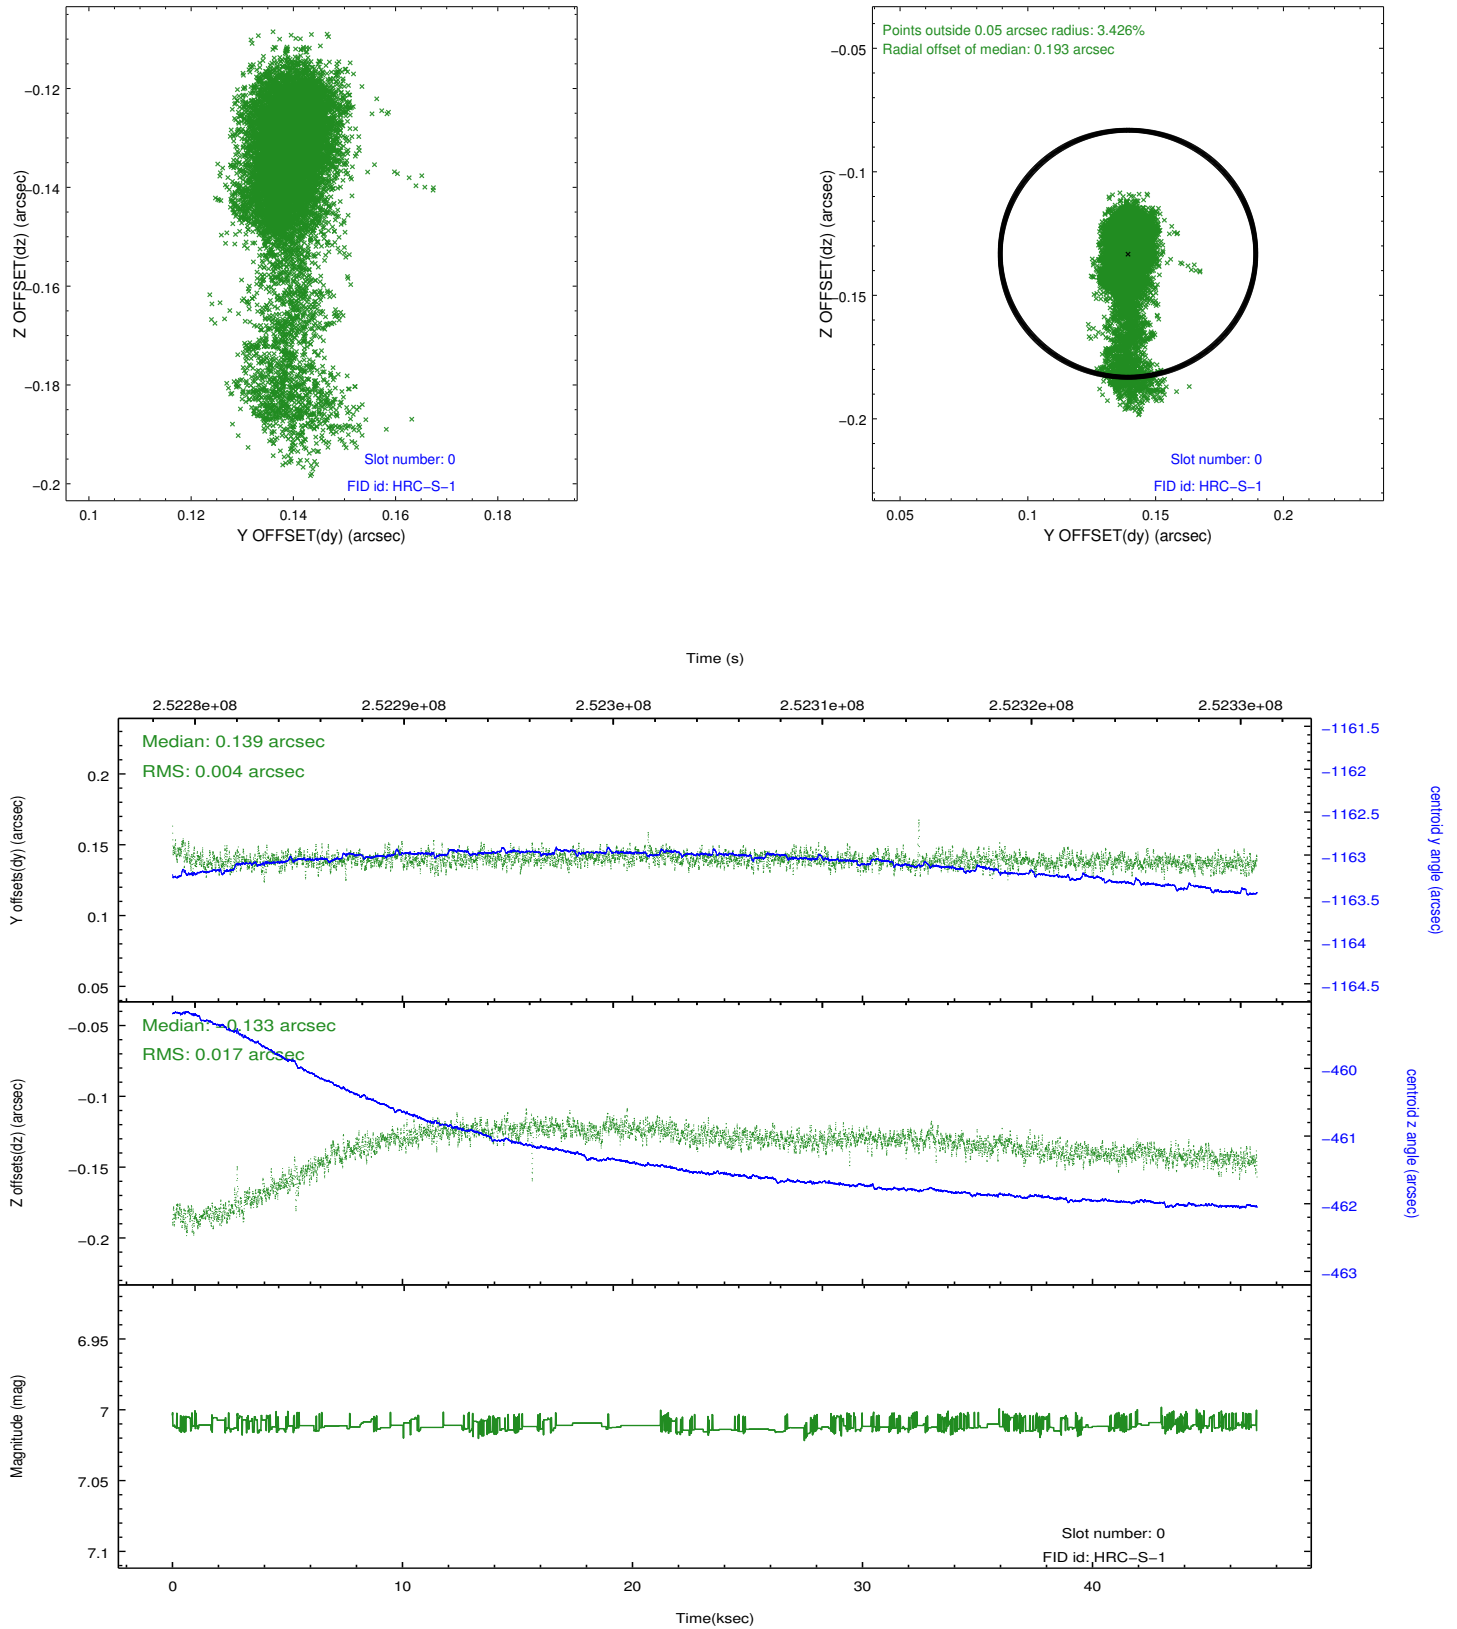 −0.12
−0.14
−0.16
−0.18
−0.2
Z OFFSET(dz) (arcsec)
0.1 0.12 0.14 0.16 0.18
Y OFFSET(dy) (arcsec)
Slot number: 0
FID id: HRC−S−1
Points outside 0.05 arcsec radius: 3.426%
Radial offset of median: 0.193 arcsec
−0.05
−0.1
−0.15
−0.2
Z OFFSET(dz) (arcsec)
0.05 0.1 0.15 0.2
Y OFFSET(dy) (arcsec)
Slot number: 0
FID id: HRC−S−1
Time (s)
2.5228e+08 2.5229e+08 2.523e+08 2.5231e+08 2.5232e+08 2.5233e+08
Median: 0.139 arcsec
RMS: 0.004 arcsec
0.2
0.15
0.1
0.05
Y offsets(dy) (arcsec)
−1161.5
−1162
−1162.5
−1163
−1163.5
−1164
−1164.5
centroid y angle (arcsec)
Median: −0.133 arcsec
RMS: 0.017 arcsec
−0.05
−0.1
−0.15
−0.2
Z offsets(dz) (arcsec)
−460
−461
−462
−463
centroid z angle (arcsec)
6.95
7
7.05
7.1
Magnitude (mag)
Slot number: 0
FID id: HRC−S−1
0 10 20 30 40
Time(ksec)